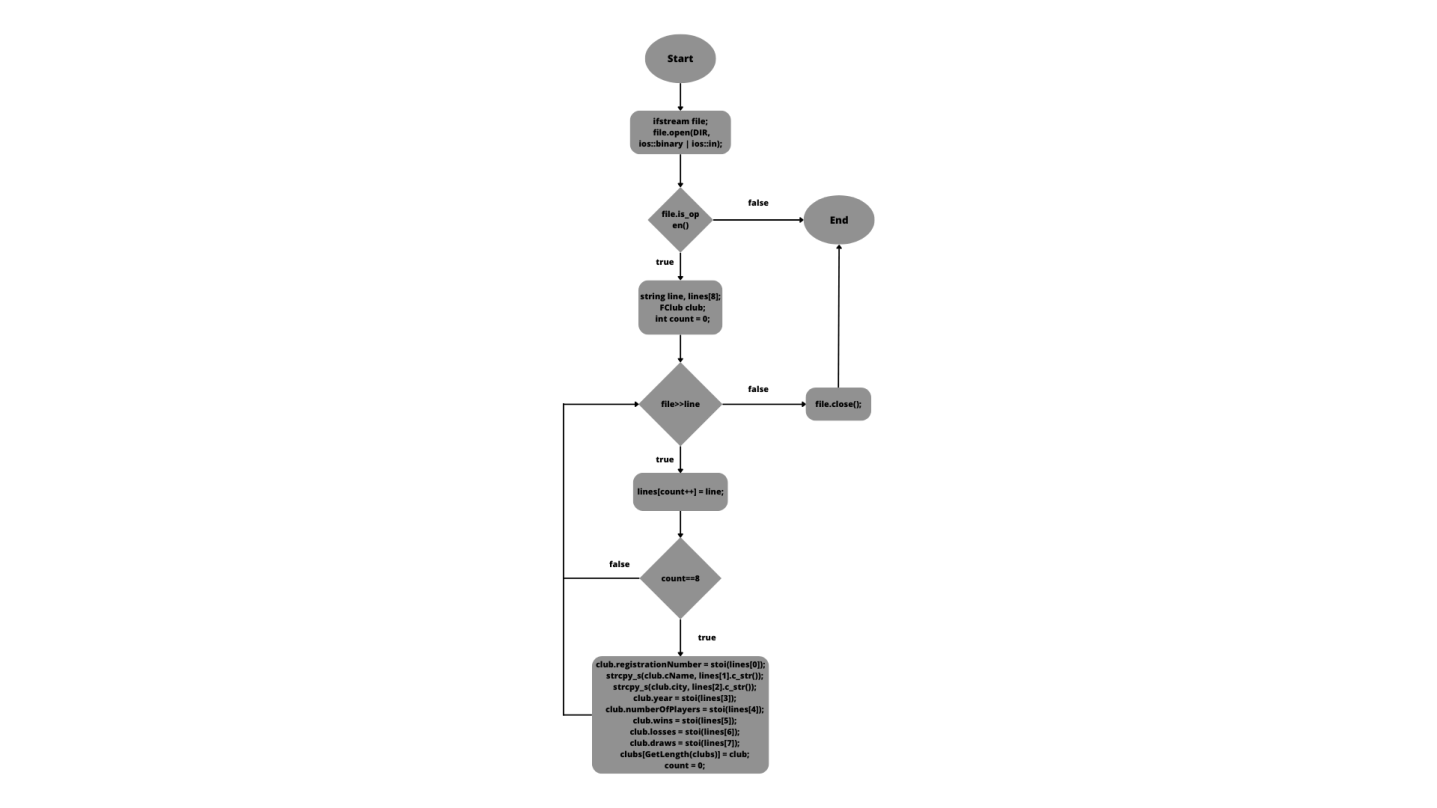 Start
ifstream file;
file.open(DIR,
ios::binary | ios::in);
file.is_op
en()
false
End
true
string line, lines[8];
FClub club;
int count = 0;
file>>line
false
file.close();
true
lines[count++] = line;
count==8
false
true
club.registrationNumber = stoi(lines[0]);
strcpy_s(club.cName, lines[1].c_str());
strcpy_s(club.city, lines[2].c_str());
club.year = stoi(lines[3]);
club.numberOfPlayers = stoi(lines[4]);
club.wins = stoi(lines[5]);
club.losses = stoi(lines[6]);
club.draws = stoi(lines[7]);
clubs[GetLength(clubs)] = club;
count = 0;